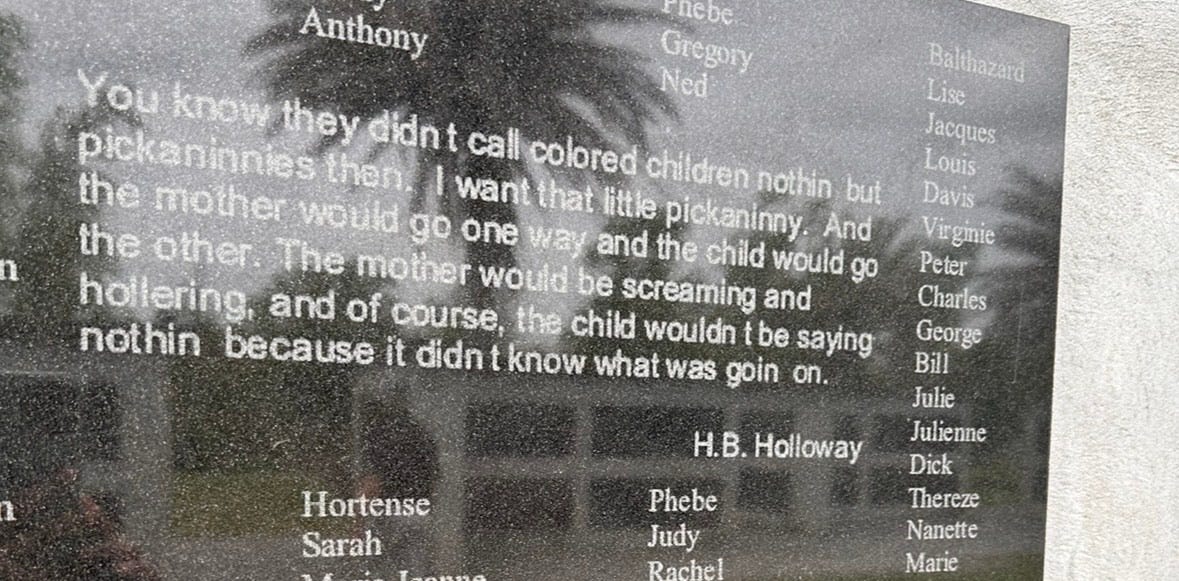 Anthony
Phebe
Gregory
Ned
Balthazard
Lise
Jacques
Louis
Davis
Virginie
Peter
Charles
George
Bill
Julie
Julienne
Dick
Thereze
Nanette
Marie
You know they didn t call colored children nothin but
pickaninnies then. I want that little pickaninny. And
the mother would go one way and the child would go
the other. The mother would be screaming and
hollering, and of course, the child wouldn t be saying
nothin because it didn t know what was goin on.
H.B. Holloway
Hortense
Sarah
Phebe
Judy
Rachel